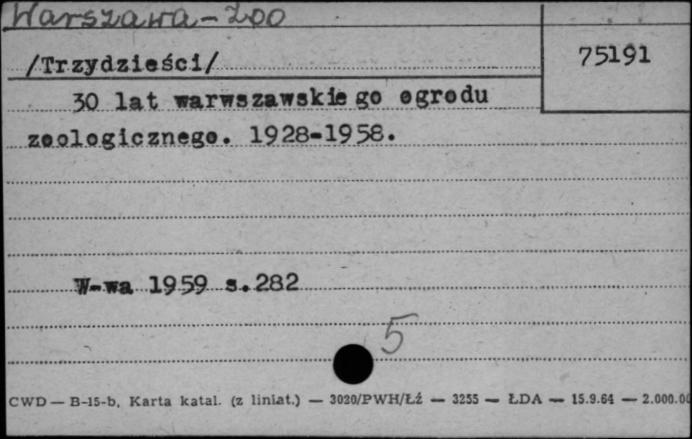 Warszawa-Zoo
75191
/Trzydzieści/
30 lat warwszawskiego ogrodu
zoologicznego. 1928-1958.
W-wa 1959 s.282
5
CWD — B-15-b, Karta katal. (z liniat.) — 3020/PWH/Łź — 3255 — ŁDA — 15.9.64 — 2.000.00